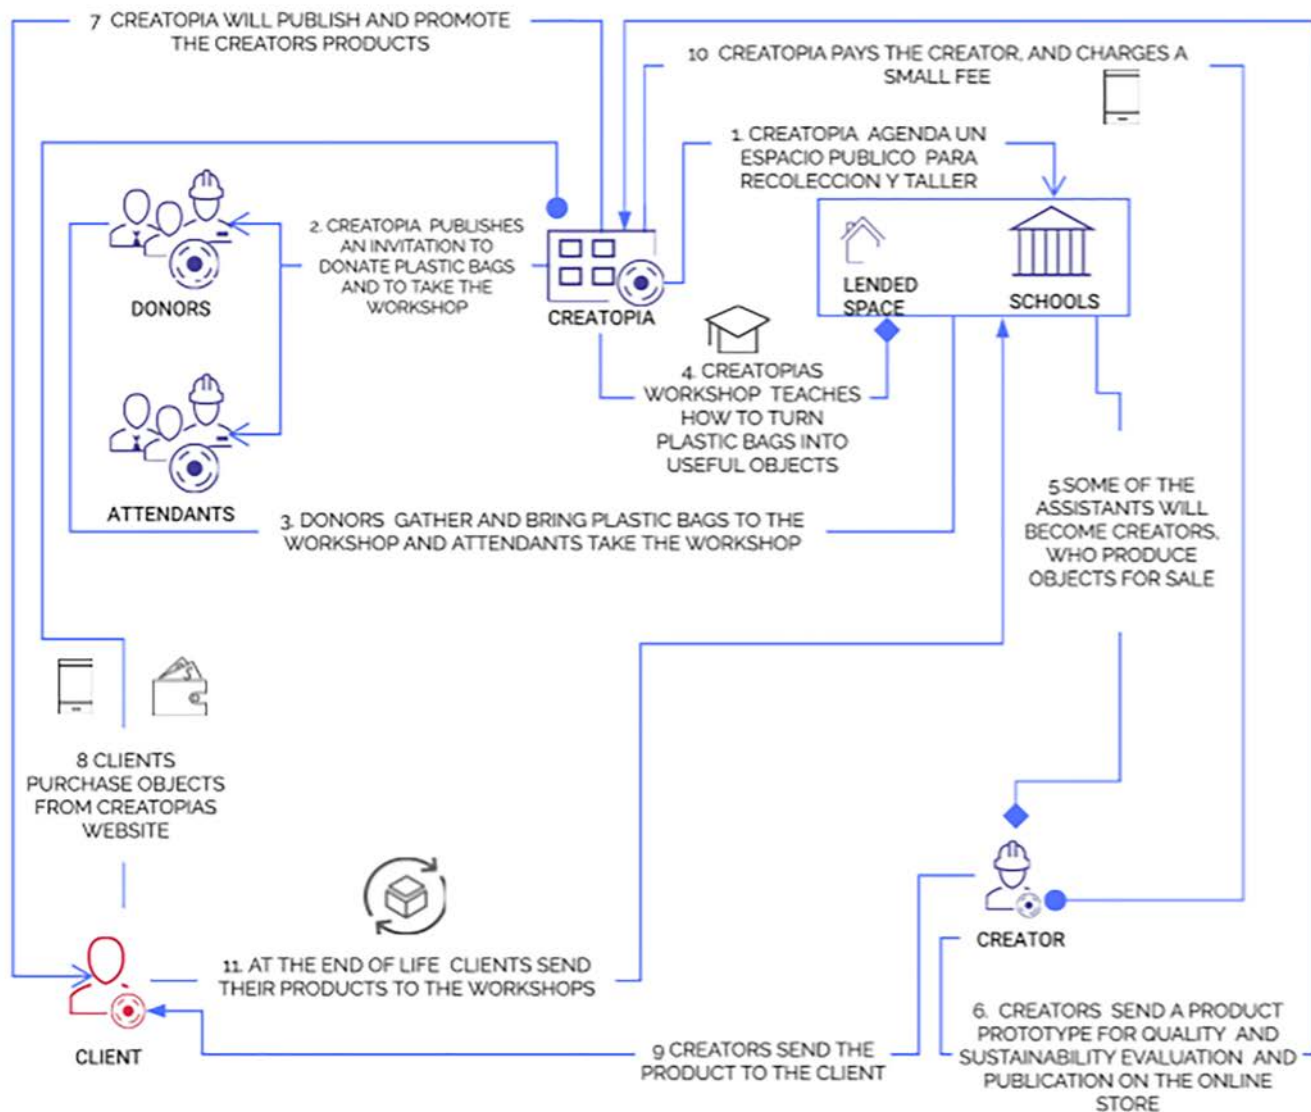 7 CREATOPIA WILL PUBLISH AND PROMOTE
THE CREATORS PRODUCTS
10 CREATOPIA PAYS THE CREATOR, AND CHARGES A
SMALL FEE
1. CREATOPIA AGENDA UN
ESPACIO PUBLICO PARA
RECOLECCION Y TALLER
2. CREATOPIA PUBLISHES
AN INVITATION TO
DONATE PLASTIC BAGS
AND TO TAKE THE
WORKSHOP
DONORS
CREATOPIA
LENDED
SPACE
SCHOOLS
4. CREATOPIAS
WORKSHOP TEACHES
HOW TO TURN
PLASTIC BAGS INTO
USEFUL OBJECTS
ATTENDANTS
3. DONORS GATHER AND BRING PLASTIC BAGS TO THE
WORKSHOP AND ATTENDANTS TAKE THE WORKSHOP
5.SOME OF THE
ASSISTANTS WILL
BECOME CREATORS,
WHO PRODUCE
OBJECTS FOR SALE
8 CLIENTS
PURCHASE OBJECTS
FROM CREATOPIAS
WEBSITE
CREATOR
11. AT THE END OF LIFE CLIENTS SEND
THEIR PRODUCTS TO THE WORKSHOPS
CLIENT
9 CREATORS SEND THE
PRODUCT TO THE CLIENT
6. CREATORS SEND A PRODUCT
PROTOTYPE FOR QUALITY AND
SUSTAINABILITY EVALUATION AND
PUBLICATION ON THE ONLINE
STORE